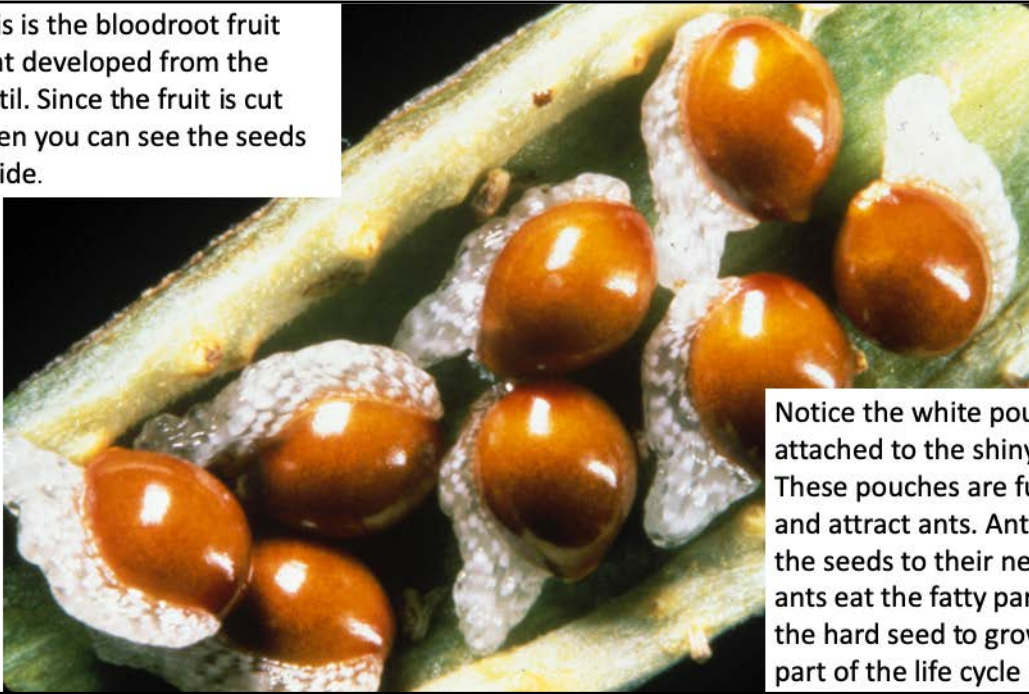 is is the bloodroot fruit
at developed from the
til. Since the fruit is cut
en you can see the seeds
ide.
Notice the white pou
attached to the shiny
These pouches are fu
and attract ants. Ant
the seeds to their ne
ants eat the fatty par
the hard seed to grow
part of the life cycle